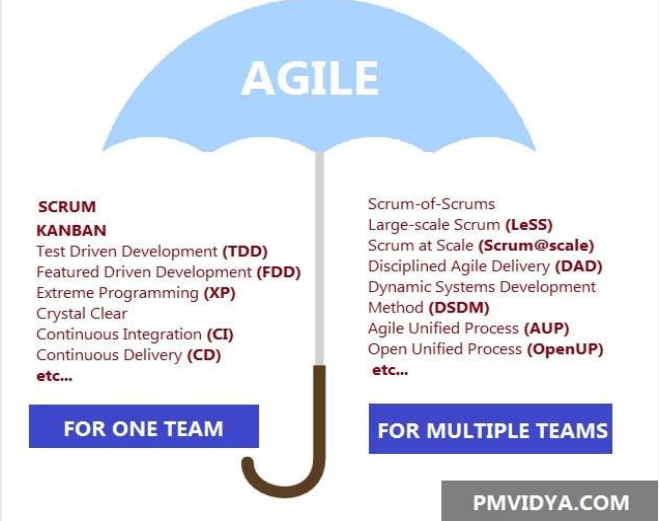 AGILE
SCRUM
KANBAN
Test Driven Development (TDD)
Featured Driven Development (FDD)
Extreme Programming (XP)
Crystal Clear
Continuous Integration (CI)
Continuous Delivery (CD)
etc...
FOR ONE TEAM
Scrum-of-Scrums
Large-scale Scrum (LeSS)
Scrum at Scale (Scrum@scale)
Disciplined Agile Delivery (DAD)
Dynamic Systems Development
Method (DSDM)
Agile Unified Process (AUP)
Open Unified Process (OpenUP)
etc...
FOR MULTIPLE TEAMS
PMVIDYA.COM